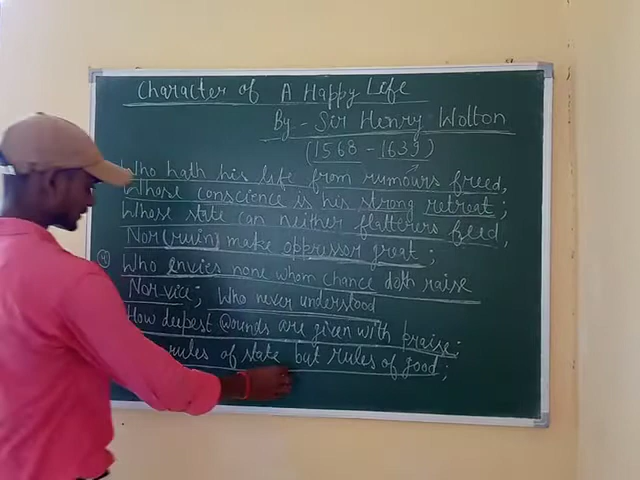 Character of A Happy Life
By :- Sir Henry Wolton
(1568 - 1639)
Who hath his life from rumours freed,
Whose conscience is his strong retreat;
Whose state can neither flatterers feed,
Nor (ruin) make oppressor great;
(4) Who envies none whom chance doth raise
Nor vice; Who never understood
How deepest wounds are given with praise;
rules of state but rules of good;